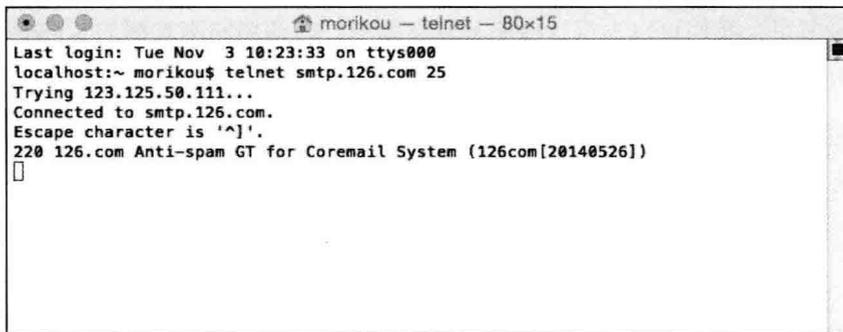 morikou — telnet — 80×15
Last login: Tue Nov  3 10:23:33 on ttys000
localhost:~ morikou$ telnet smtp.126.com 25
Trying 123.125.50.111...
Connected to smtp.126.com.
Escape character is '^]'.
220 126.com Anti-spam GT for Coremail System (126com[20140526])